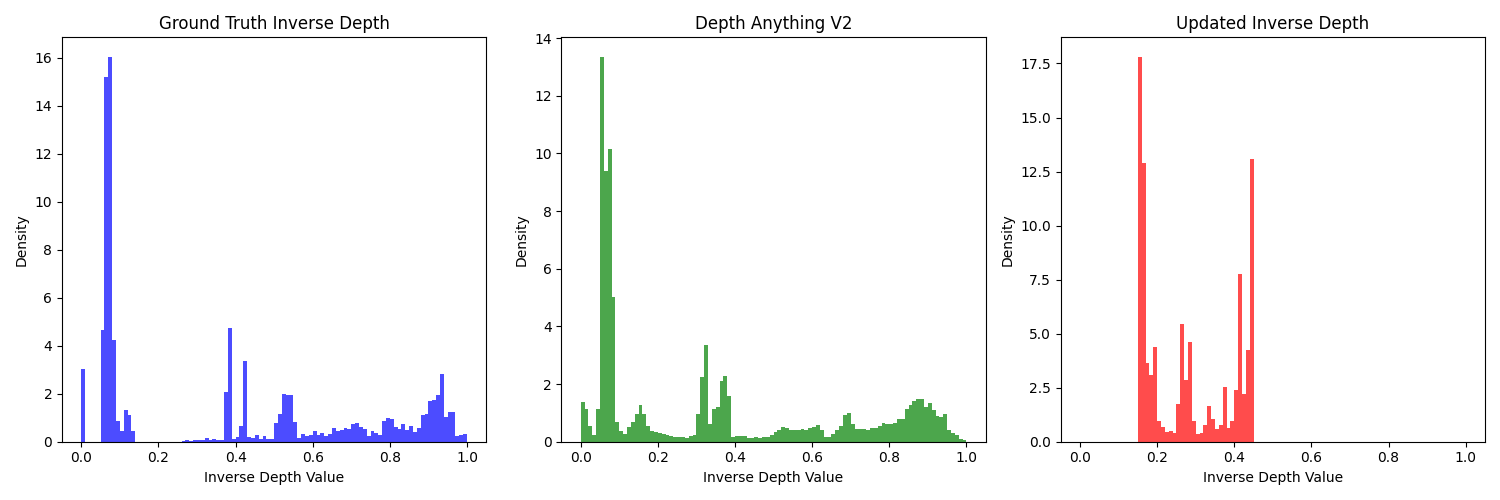 Ground Truth Inverse Depth
Density
16
14
12
10
8
6
4
2
0
0.0 0.2 0.4 0.6 0.8 1.0
Inverse Depth Value
Depth Anything V2
Density
14
12
10
8
6
4
2
0
0.0 0.2 0.4 0.6 0.8 1.0
Inverse Depth Value
Updated Inverse Depth
Density
17.5
15.0
12.5
10.0
7.5
5.0
2.5
0.0
0.0 0.2 0.4 0.6 0.8 1.0
Inverse Depth Value